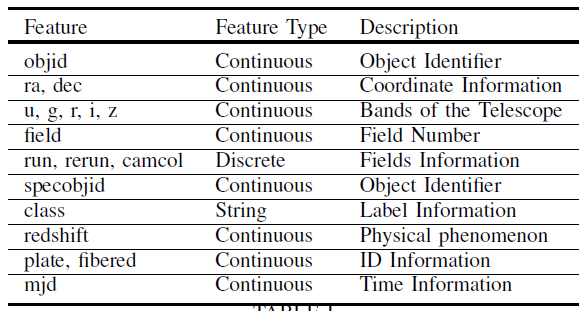 Feature Feature Type Description
objid Continuous Object Identifier
ra, dec Continuous Coordinate Information
u, g, r, i, z Continuous Bands of the Telescope
field Continuous Field Number
run, rerun, camcol Discrete Fields Information
specobjid Continuous Object Identifier
class String Label Information
redshift Continuous Physical phenomenon
plate, fibered Continuous ID Information
mjd Continuous Time Information